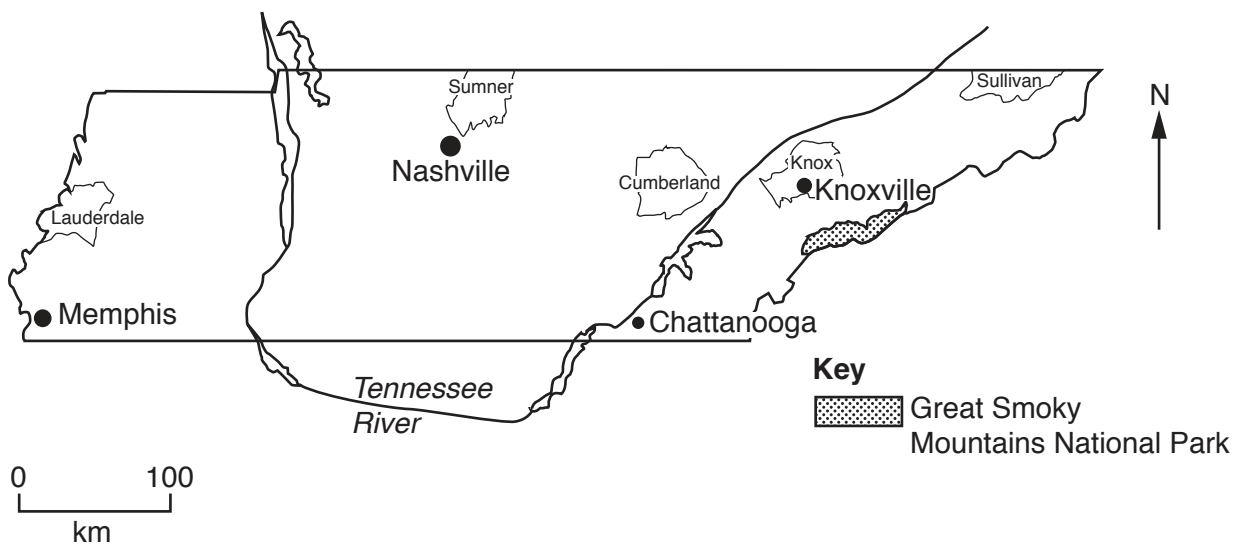 Sumner
Sullivan
N
Nashville
Knox
Cumberland
Knoxville
Lauderdale
Memphis
Chattanooga
Key
Tennessee
River
Great Smoky
Mountains National Park
0 100
km